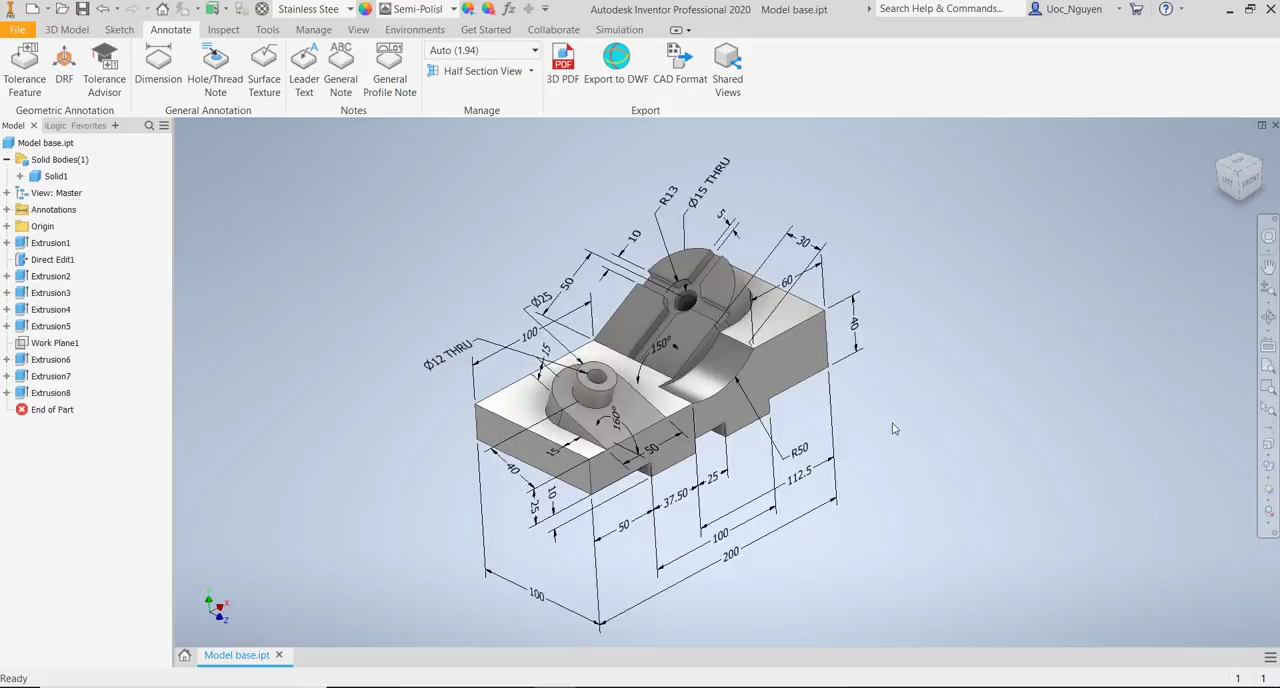 Stainless Stee
Semi-Polisl
Autodesk Inventor Professional 2020 Model base.ipt
Search Help & Commands...
Uoc_Nguyen
File 3D Model Sketch Annotate Inspect Tools Manage View Environments Get Started Collaborate Simulation
Tolerance Feature
DRF
Tolerance Advisor
Dimension
Hole/Thread Note
Surface Texture
Leader Text
General Note
General Profile Note
Auto (1.94)
Half Section View
3D PDF
Export to DWF
CAD Format
Shared Views
Geometric Annotation
General Annotation
Notes
Manage
Export
Model
iLogic
Favorites
Model base.ipt
Solid Bodies(1)
Solid1
View: Master
Annotations
Origin
Extrusion1
Direct Edit1
Extrusion2
Extrusion3
Extrusion4
Extrusion5
Work Plane1
Extrusion6
Extrusion7
Extrusion8
End of Part
R13
Ø15 THRU
5
10
30
50
60
Ø25
100
40
Ø12 THRU
15
150°
160°
50
15
R50
40
10
25
37.50
25
112.5
50
100
200
100
TOP
LEFT
FRONT
X
Y
Z
Model base.ipt
Ready
1 1